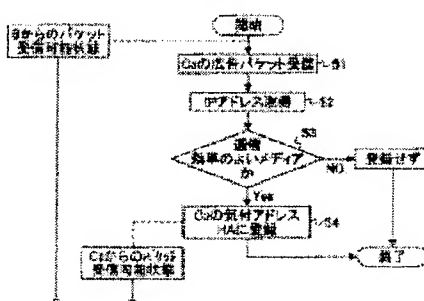 開始
Bからのパケット
受信可能状態
Caの広告パケット受信
S1
IPアドレス準備
S2
S3
通信
効率のよいメディア
か
NO
登録せず
Yes
Caの気付アドレス
HAに登録
S4
Caからのパケット
受信可能状態
終了